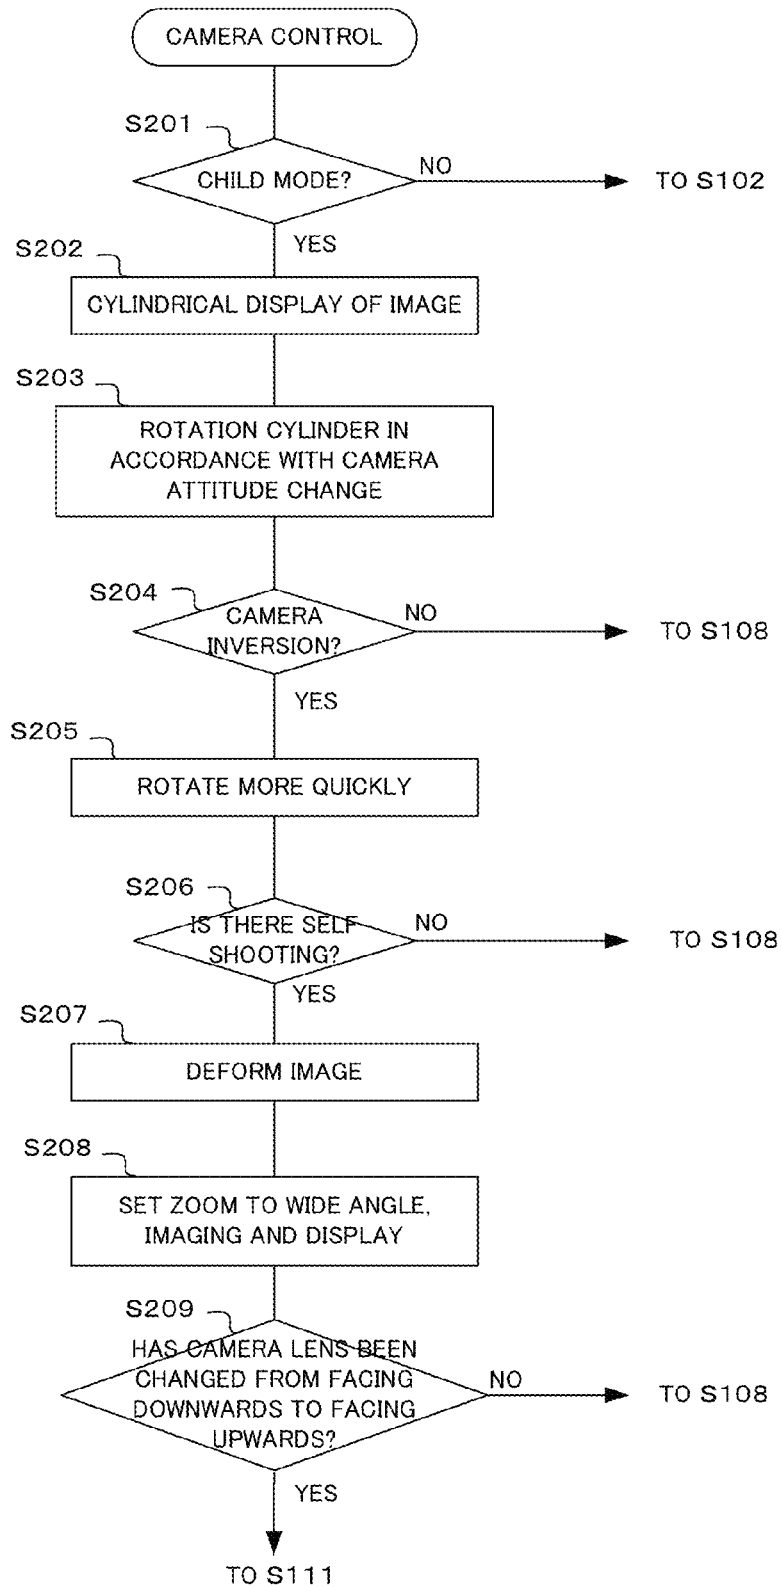 CAMERA CONTROL
S201
CHILD MODE?
NO
TO S102
YES
S202
CYLINDRICAL DISPLAY OF IMAGE
S203
ROTATION CYLINDER IN
ACCORDANCE WITH CAMERA
ATTITUDE CHANGE
S204
CAMERA
INVERSION?
NO
TO S108
YES
S205
ROTATE MORE QUICKLY
S206
IS THERE SELF
SHOOTING?
NO
TO S108
YES
S207
DEFORM IMAGE
S208
SET ZOOM TO WIDE ANGLE,
IMAGING AND DISPLAY
S209
HAS CAMERA LENS BEEN
CHANGED FROM FACING
DOWNWARDS TO FACING
UPWARDS?
NO
TO S108
YES
TO S111